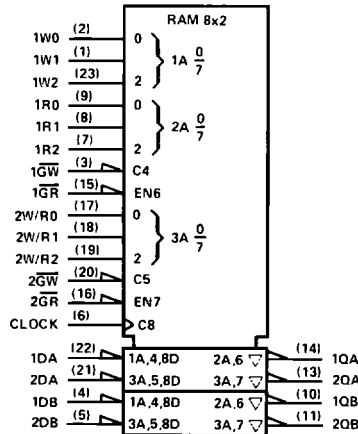 RAM 8x2
1W0 (2) 0
1W1 (1) 1A 0/7
1W2 (23) 2
1R0 (9) 0
1R1 (8) 2A 0/7
1R2 (7) 2
1G̅W̅ (3) C4
1G̅R̅ (15) EN6
2W/R0 (17) 0
2W/R1 (18) 3A 0/7
2W/R2 (19) 2
2G̅W̅ (20) C5
2G̅R̅ (16) EN7
CLOCK (6) C8
1DA (22) 1A,4,8D 2A,6 ▽ (14) 1QA
2DA (21) 3A,5,8D 3A,7 ▽ (13) 2QA
1DB (4) 1A,4,8D 2A,6 ▽ (10) 1QB
2DB (5) 3A,5,8D 3A,7 ▽ (11) 2QB